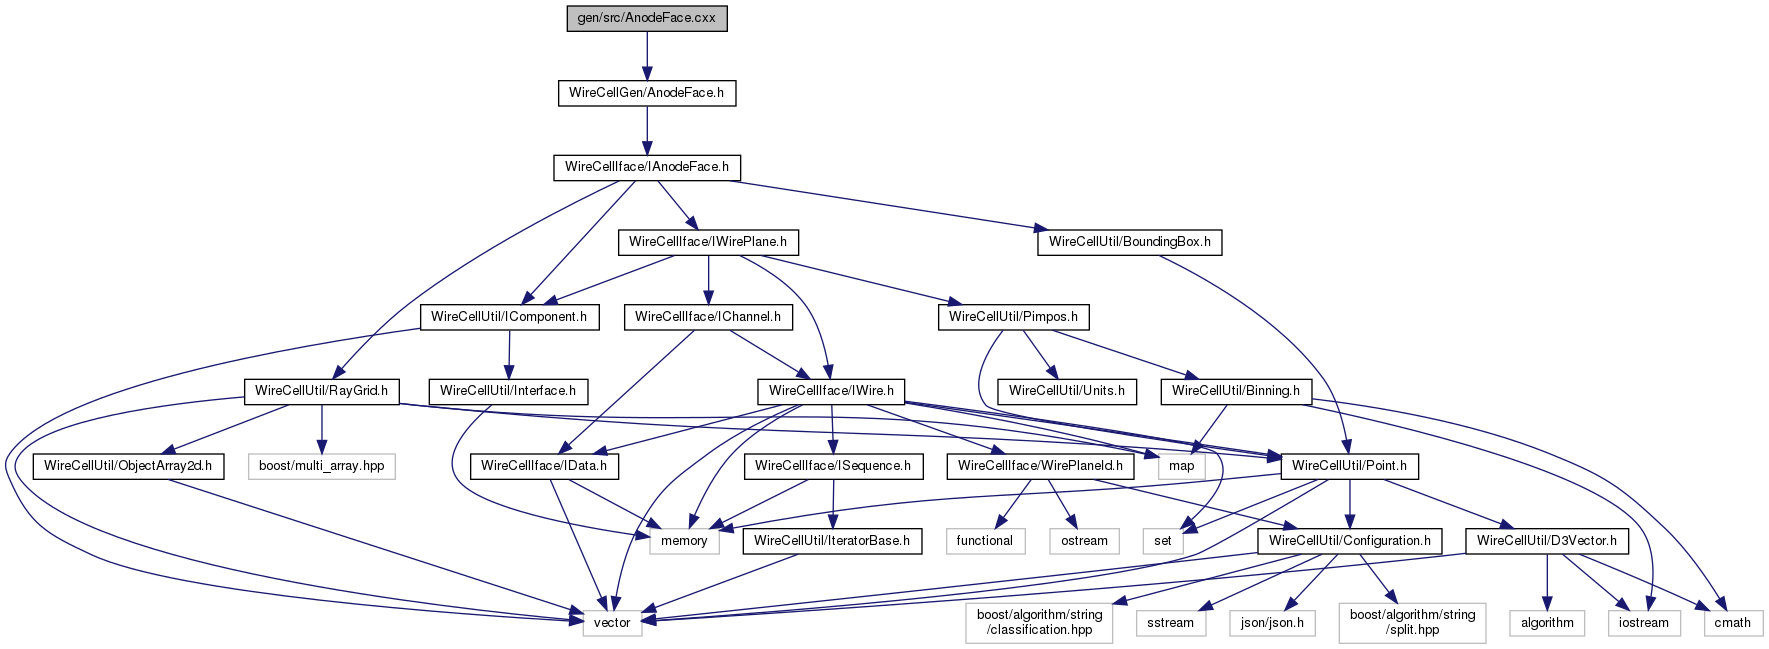 gen/src/AnodeFace.cxx
WireCellGen/AnodeFace.h
WireCellIface/IAnodeFace.h
WireCellIface/IWirePlane.h
WireCellUtil/BoundingBox.h
WireCellUtil/IComponent.h
WireCellIface/IChannel.h
WireCellUtil/Pimpos.h
WireCellUtil/RayGrid.h
WireCellUtil/Interface.h
WireCellIface/IWire.h
WireCellUtil/Units.h
WireCellUtil/Binning.h
WireCellUtil/ObjectArray2d.h
boost/multi_array.hpp
WireCellIface/IData.h
WireCellIface/ISequence.h
WireCellIface/WirePlaneId.h
map
WireCellUtil/Point.h
memory
WireCellUtil/IteratorBase.h
functional
ostream
set
WireCellUtil/Configuration.h
WireCellUtil/D3Vector.h
vector
boost/algorithm/string
/classification.hpp
sstream
json/json.h
boost/algorithm/string
/split.hpp
algorithm
iostream
cmath